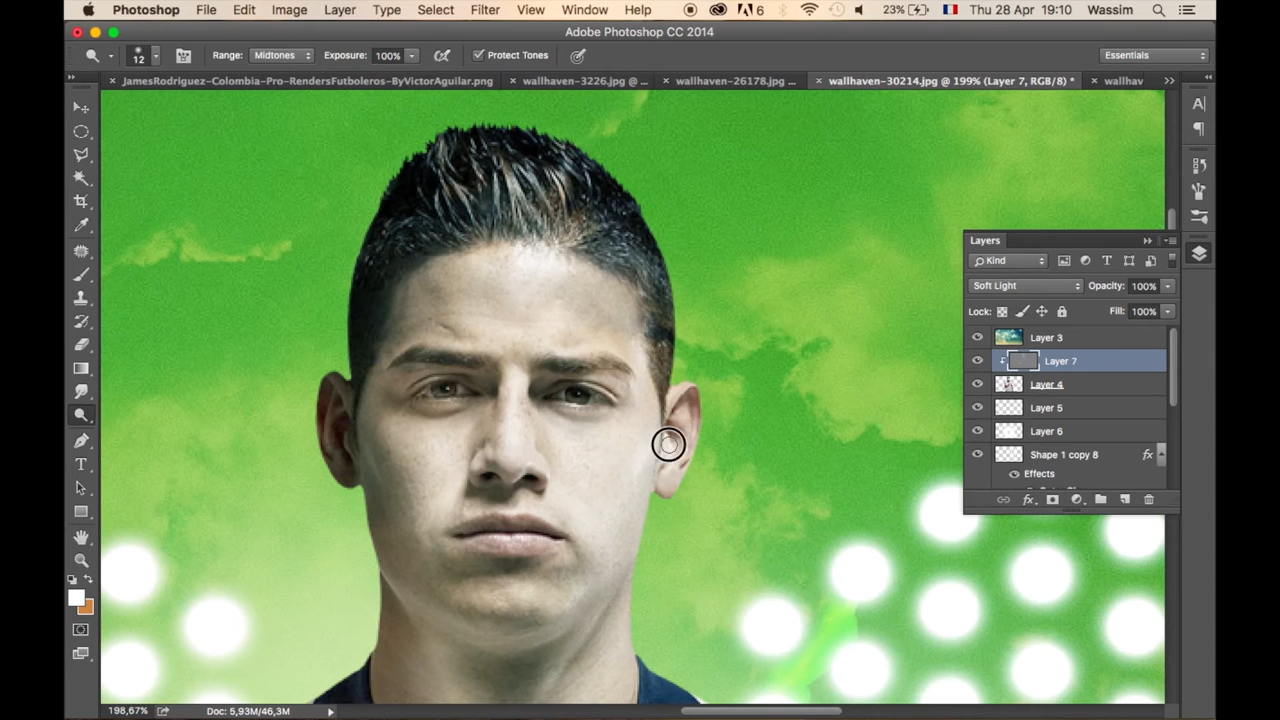 Photoshop File Edit Image Layer Type Select Filter View Window Help 6 23% Thu 28 Apr 19:10 Wassim
Adobe Photoshop CC 2014
12 Range: Midtones Exposure: 100% Protect Tones Essentials
× JamesRodriguez-Colombia-Pro-RendersFutboleros-ByVictorAguilar.png × wallhaven-3226.jpg @ ... × wallhaven-26178.jpg ... × wallhaven-30214.jpg @ 199% (Layer 7, RGB/8) * × wallhav
Layers
Kind
Soft Light Opacity: 100%
Lock: Fill: 100%
Layer 3
Layer 7
Layer 4
Layer 5
Layer 6
Shape 1 copy 8 fx
Effects
198,67% Doc: 5,93M/46,3M